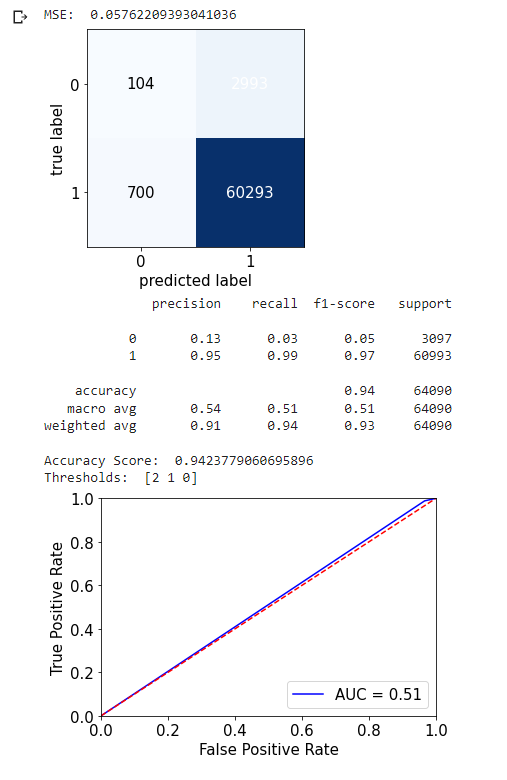 MSE:  0.05762209393041036
0 104 2993
true label
1 700 60293
0 1
predicted label
precision recall f1-score support
0 0.13 0.03 0.05 3097
1 0.95 0.99 0.97 60993
accuracy 0.94 64090
macro avg 0.54 0.51 0.51 64090
weighted avg 0.91 0.94 0.93 64090
Accuracy Score:  0.9423779060695896
Thresholds:  [2 1 0]
1.0
0.8
0.6
0.4
0.2
0.0
True Positive Rate
AUC = 0.51
0.0 0.2 0.4 0.6 0.8 1.0
False Positive Rate